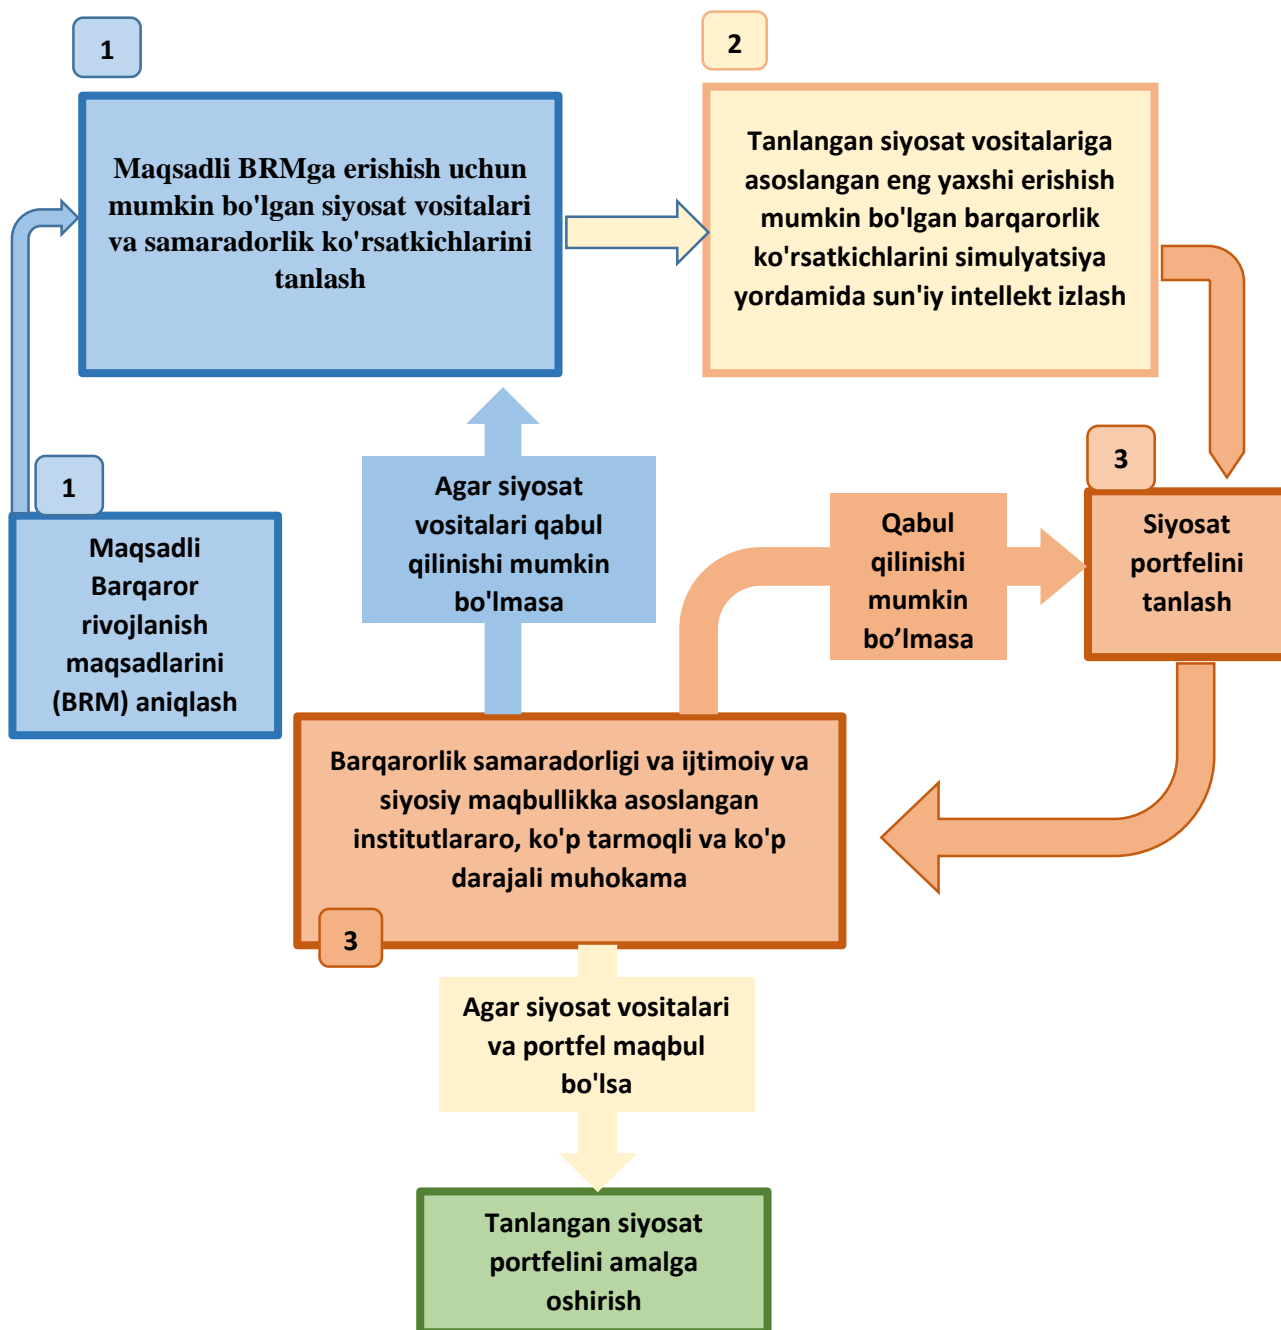 1
Maqsadli BRMga erishish uchun
mumkin bo'lgan siyosat vositalari
va samaradorlik ko'rsatkichlarini
tanlash
2
Tanlangan siyosat vositalariga
asoslangan eng yaxshi erishish
mumkin bo'lgan barqarorlik
ko'rsatkichlarini simulyatsiya
yordamida sun'iy intellekt izlash
1
Maqsadli
Barqaror
rivojlanish
maqsadlarini
(BRM) aniqlash
Agar siyosat
vositalari qabul
qilinishi mumkin
bo'lmasa
Qabul
qilinishi
mumkin
bo’lmasa
3
Siyosat
portfelini
tanlash
Barqarorlik samaradorligi va ijtimoiy va
siyosiy maqbullikka asoslangan
institutlararo, ko'p tarmoqli va ko'p
darajali muhokama
3
Agar siyosat vositalari
va portfel maqbul
bo'lsa
Tanlangan siyosat
portfelini amalga
oshirish